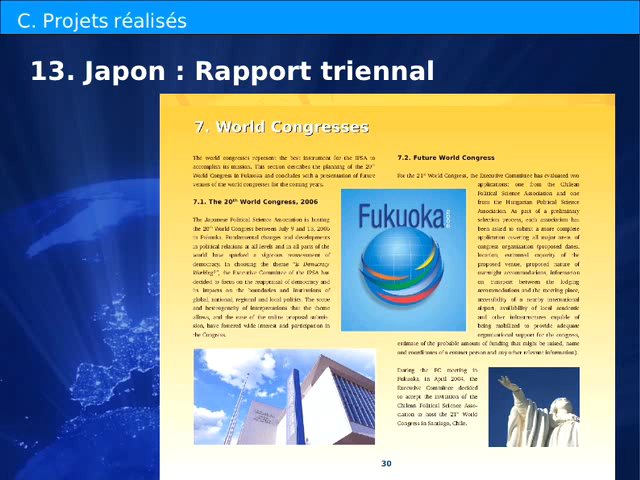 C. Projets réalisés
13. Japon : Rapport triennal
7. World Congresses
The world congresses represent the best instrument for the IPSA to
accomplish its mission. This section describes the planning of the 20th
World Congress in Fukuoka and concludes with a presentation of future
venues of the world congresses for the coming years.
7.1. The 20th World Congress, 2006
The Japanese Political Science Association is hosting
the 20th World Congress between July 9 and 13, 2006
in Fukuoka. Fundamental changes and developments
in political relations at all levels and in all parts of the
world have sparked a vigorous reassessment of
democracy. In choosing the theme "Is Democracy
Working?", the Executive Committee of the IPSA has
decided to focus on the reappraisal of democracy and
its impacts on the boundaries and institutions of
global, national, regional and local politics. The scope
and heterogeneity of interpretations that the theme
allows, and the ease of the online proposal submis-
sion, have fostered wide interest and participation in
the Congress.
7.2. Future World Congress
For the 21st World Congress, the Executive Committee has evaluated two
applications: one from the Chilean
Political Science Association and one
from the Hungarian Political Science
Association. As part of a preliminary
selection process, each association has
been asked to submit a more complete
application covering all major areas of
congress organization (proposed dates,
location, estimated capacity of the
proposed venue, proposed nature of
overnight accommodations, information
on transport between the lodging
accommodations and the meeting place,
accessibility of a nearby international
airport, availability of local academic
and other infrastructures capable of
being mobilized to provide adequate
organizational support for the congress,
estimate of the probable amount of funding that might be raised, name
and coordinates of a contact person and any other relevant information).
Fukuoka
During the EC meeting in
Fukuoka, in April 2004, the
Executive Committee decided
to accept the invitation of the
Chilean Political Science Asso-
ciation to host the 21st World
Congress in Santiago, Chile.
30